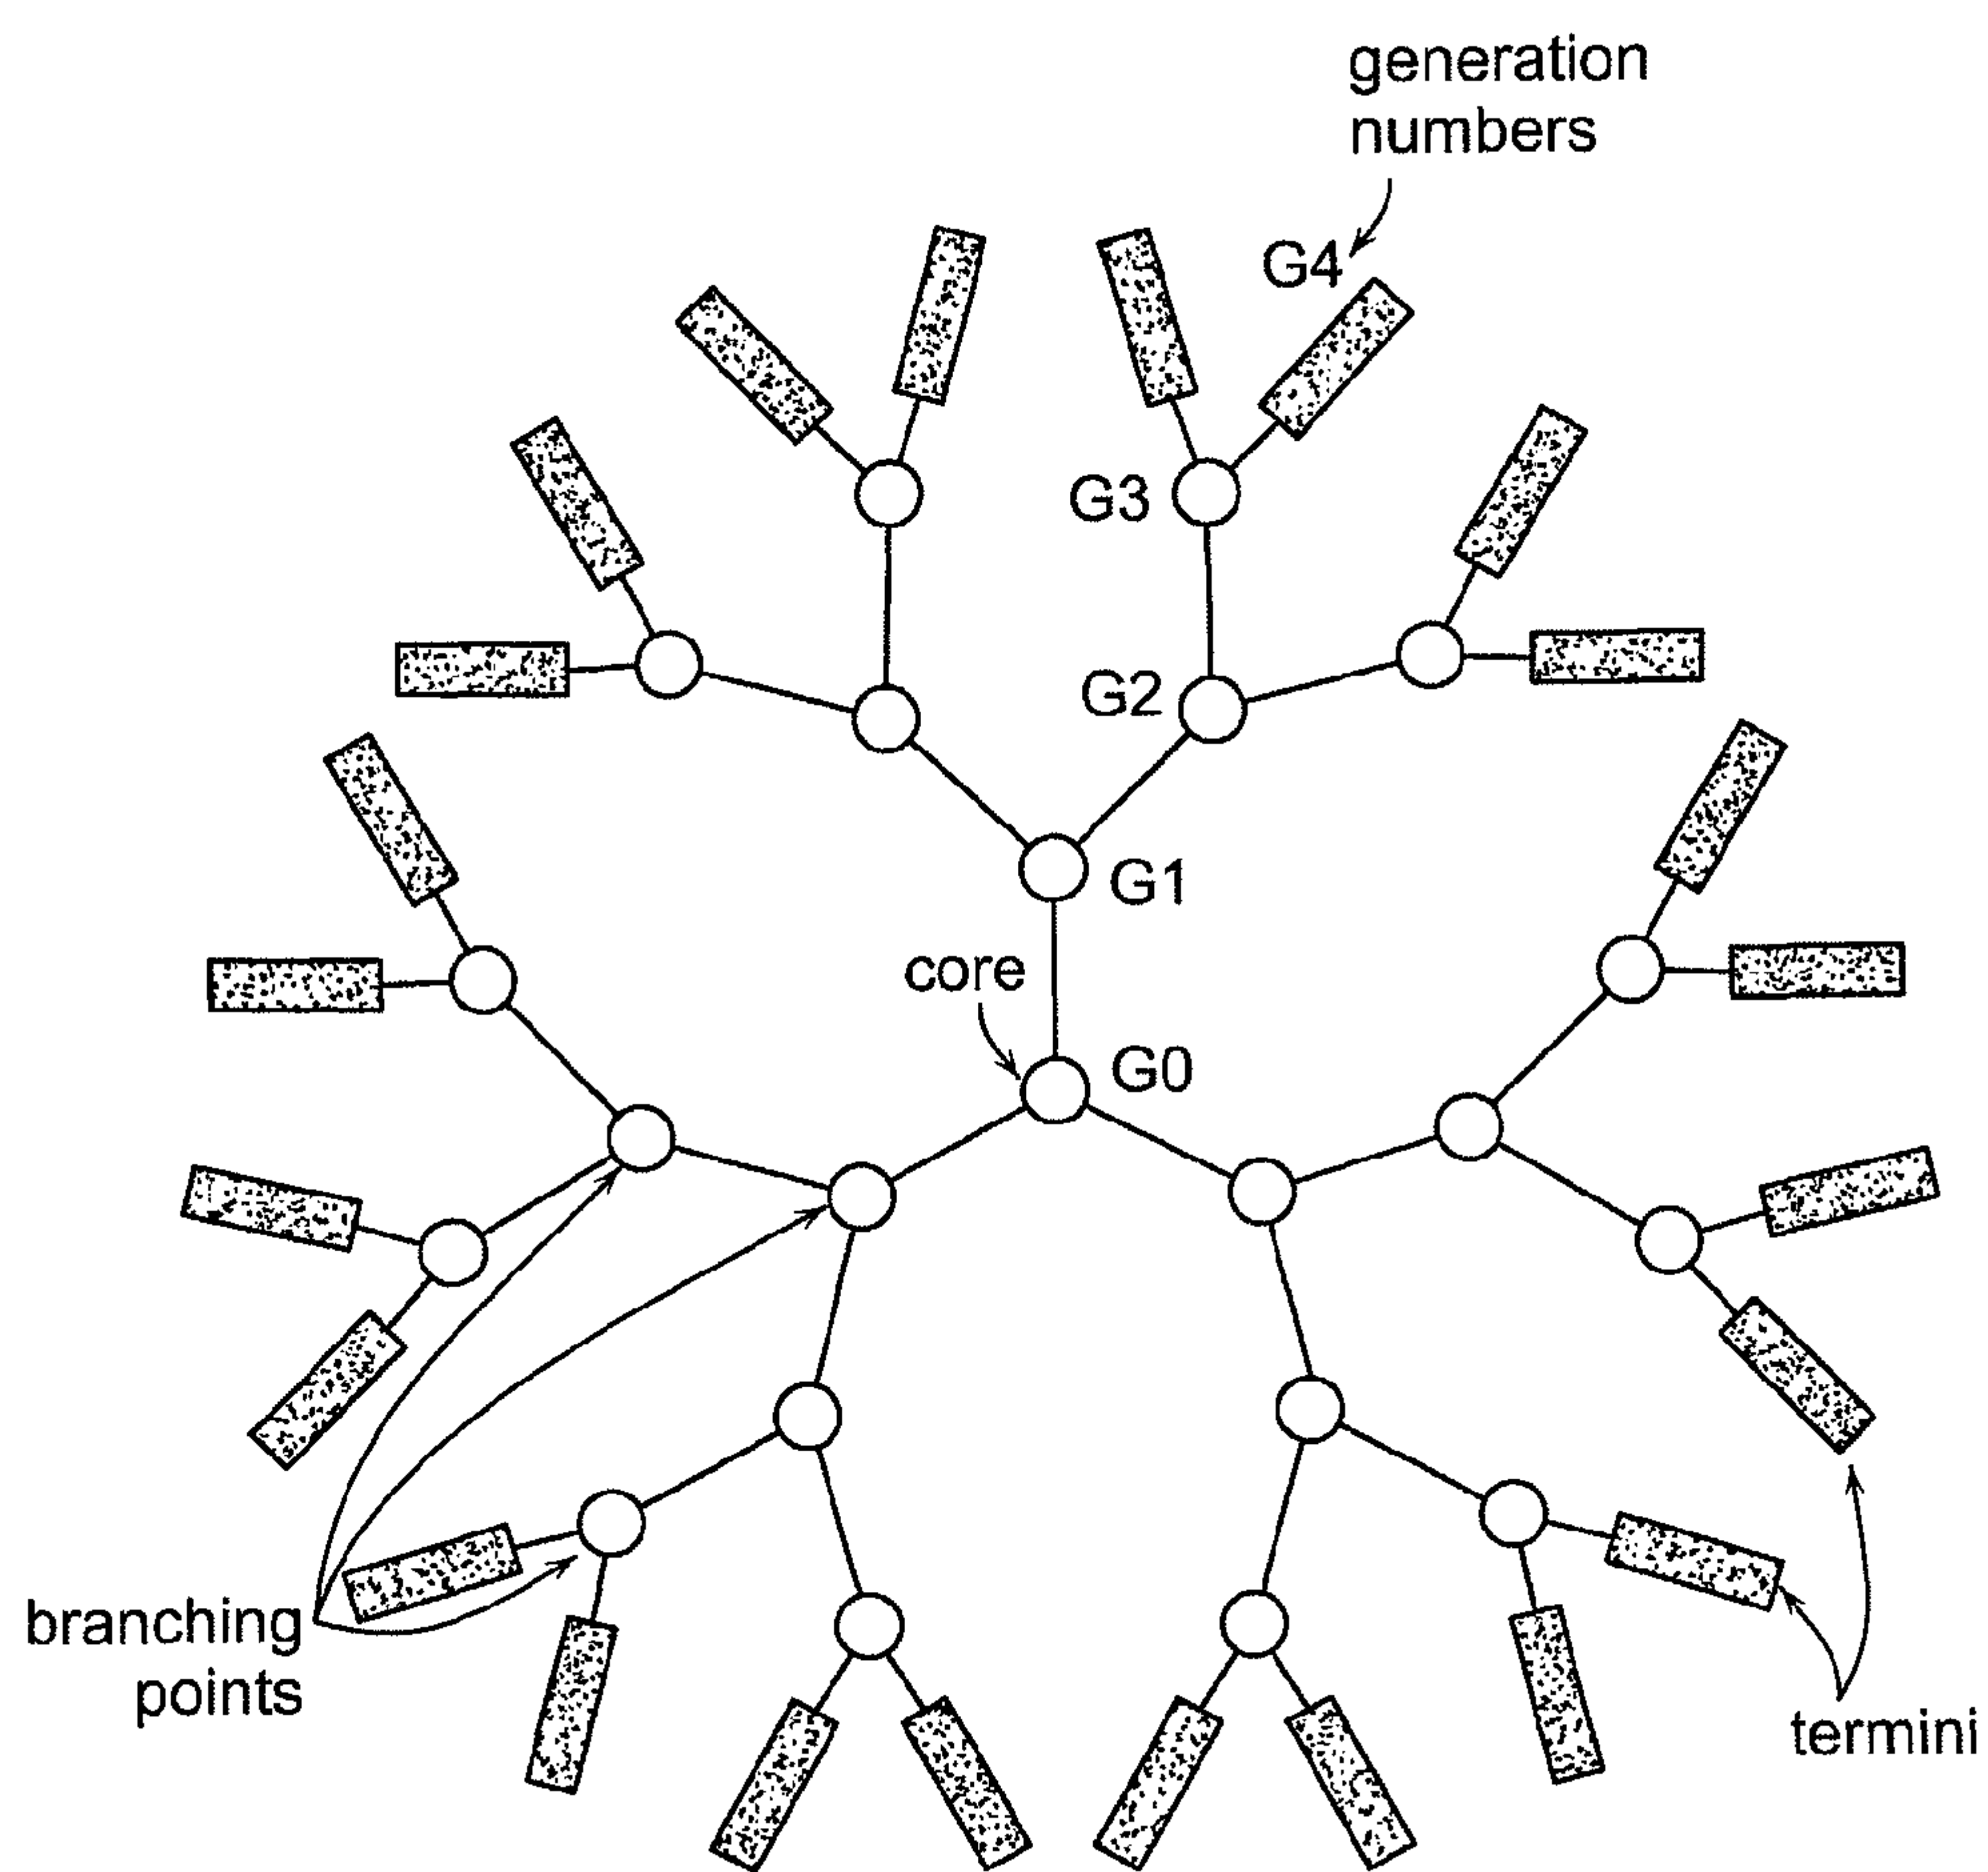 generation
numbers
G4
G3
G2
G1
core
G0
branching
points
termini